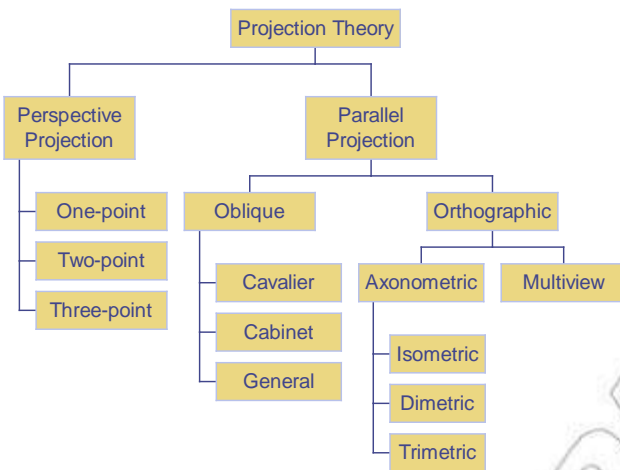 Projection Theory
Perspective
Projection
Parallel
Projection
One-point
Two-point
Three-point
Oblique
Orthographic
Cavalier
Cabinet
General
Axonometric
Multiview
Isometric
Dimetric
Trimetric